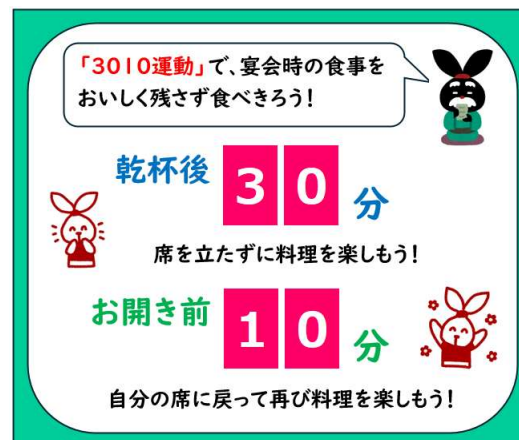 「3010運動」で、宴会時の食事を
おいしく残さず食べきろう！
乾杯後 30 分
席を立たずに料理を楽しもう！
お開き前 10 分
自分の席に戻って再び料理を楽しもう！